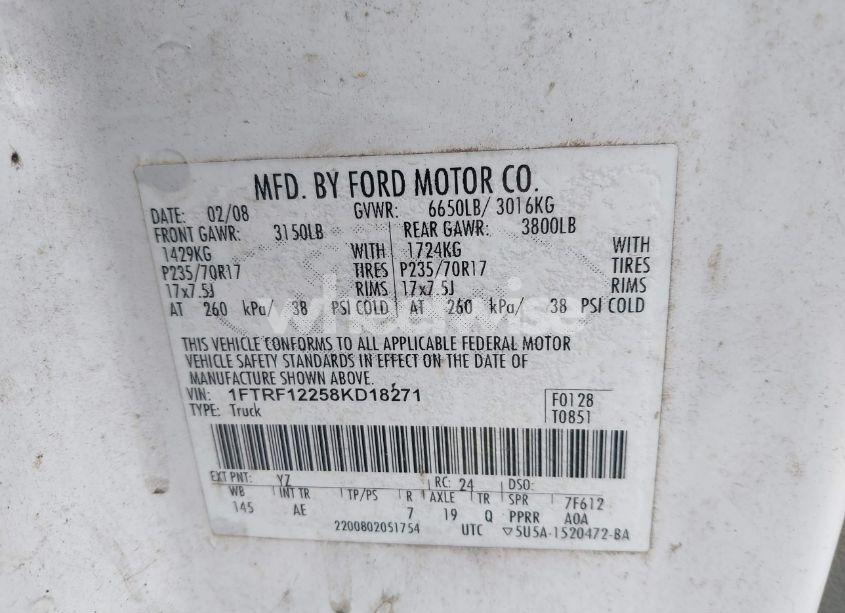 MFD. BY FORD MOTOR CO.
DATE: 02/08 GVWR: 6650LB/ 3016KG
FRONT GAWR: 3150LB REAR GAWR: 3800LB
1429KG WITH 1724KG WITH
P235/70R17 TIRES P235/70R17 TIRES
17x7.5J RIMS 17x7.5J RIMS
AT 260 kPa/ 38 PSI COLD AT 260 kPa/ 38 PSI COLD
wheelwise
THIS VEHICLE CONFORMS TO ALL APPLICABLE FEDERAL MOTOR
VEHICLE SAFETY STANDARDS IN EFFECT ON THE DATE OF
MANUFACTURE SHOWN ABOVE.
VIN: 1FTRF12258KD18271 F0128
TYPE: Truck T0851
EXT PNT: YZ RC: 24 DSO:
WB INT TR TP/PS R AXLE TR SPR 7F612
145 AE 7 19 Q PPRR AOA
2200802051754 UTC ▽5U5A-1520472-BA